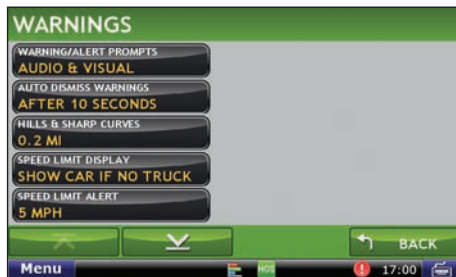 WARNINGS
WARNING/ALERT PROMPTS
AUDIO & VISUAL
AUTO DISMISS WARNINGS
AFTER 10 SECONDS
HILLS & SHARP CURVES
0.2 MI
SPEED LIMIT DISPLAY
SHOW CAR IF NO TRUCK
SPEED LIMIT ALERT
5 MPH
BACK
Menu HOS 17:00